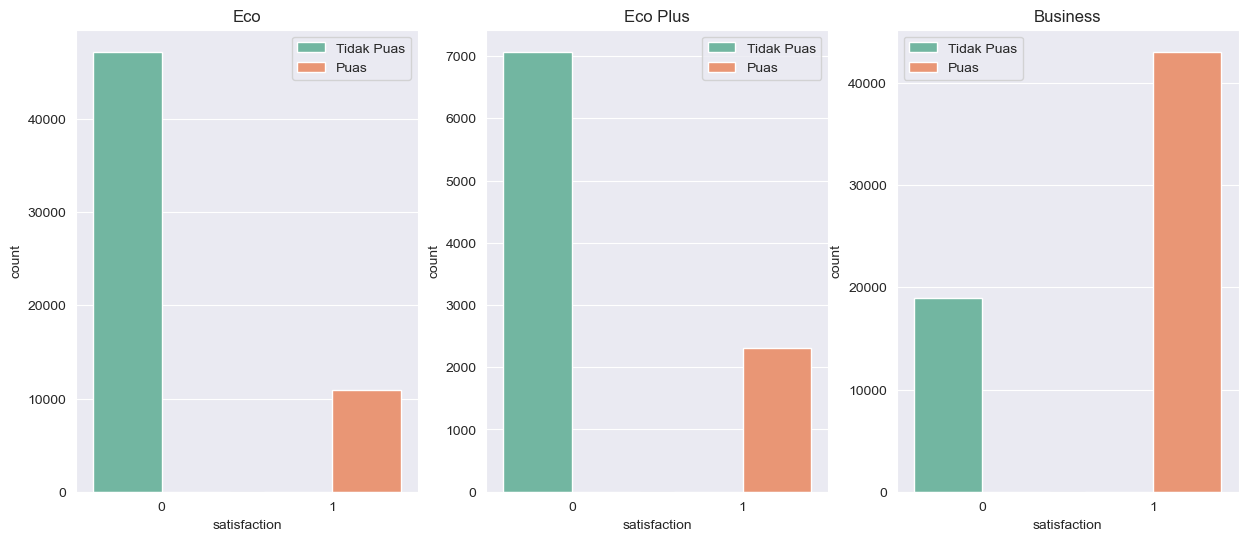 Eco
Tidak Puas
Puas
40000
30000
20000
10000
0
count
0 1
satisfaction
Eco Plus
Tidak Puas
Puas
7000
6000
5000
4000
3000
2000
1000
0
count
0 1
satisfaction
Business
Tidak Puas
Puas
40000
30000
20000
10000
0
count
0 1
satisfaction